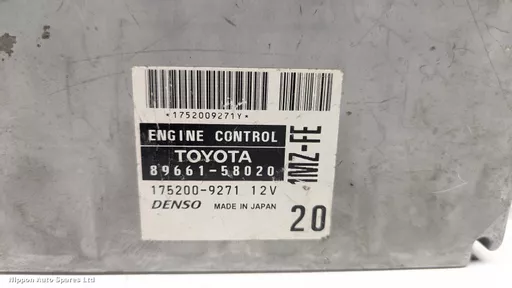 *1752009271Y*
ENGINE CONTROL
TOYOTA
89661-58020
175200-9271 12V
DENSO MADE IN JAPAN
1MZ-FE
20
Nippon Auto Spares Ltd